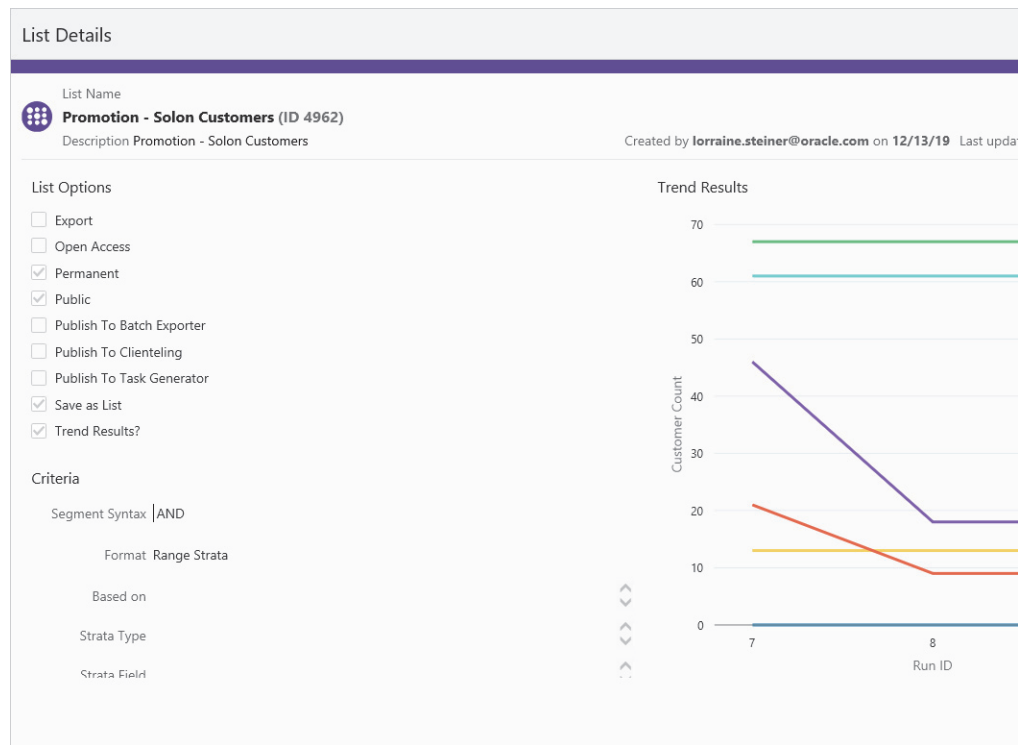 List Details
List Name
Promotion - Solon Customers (ID 4962)
Description Promotion - Solon Customers
Created by lorraine.steiner@oracle.com on 12/13/19 Last
List Options
Export
Open Access
Permanent
Public
Publish To Batch Exporter
Publish To Clienteling
Publish To Task Generator
Save as List
Trend Results?
Criteria
Segment Syntax AND
Format Range Strata
Based on
Strata Type
Strata Field
Trend Results
70
60
50
40
30
20
10
0
Customer Count
7
8
Run ID